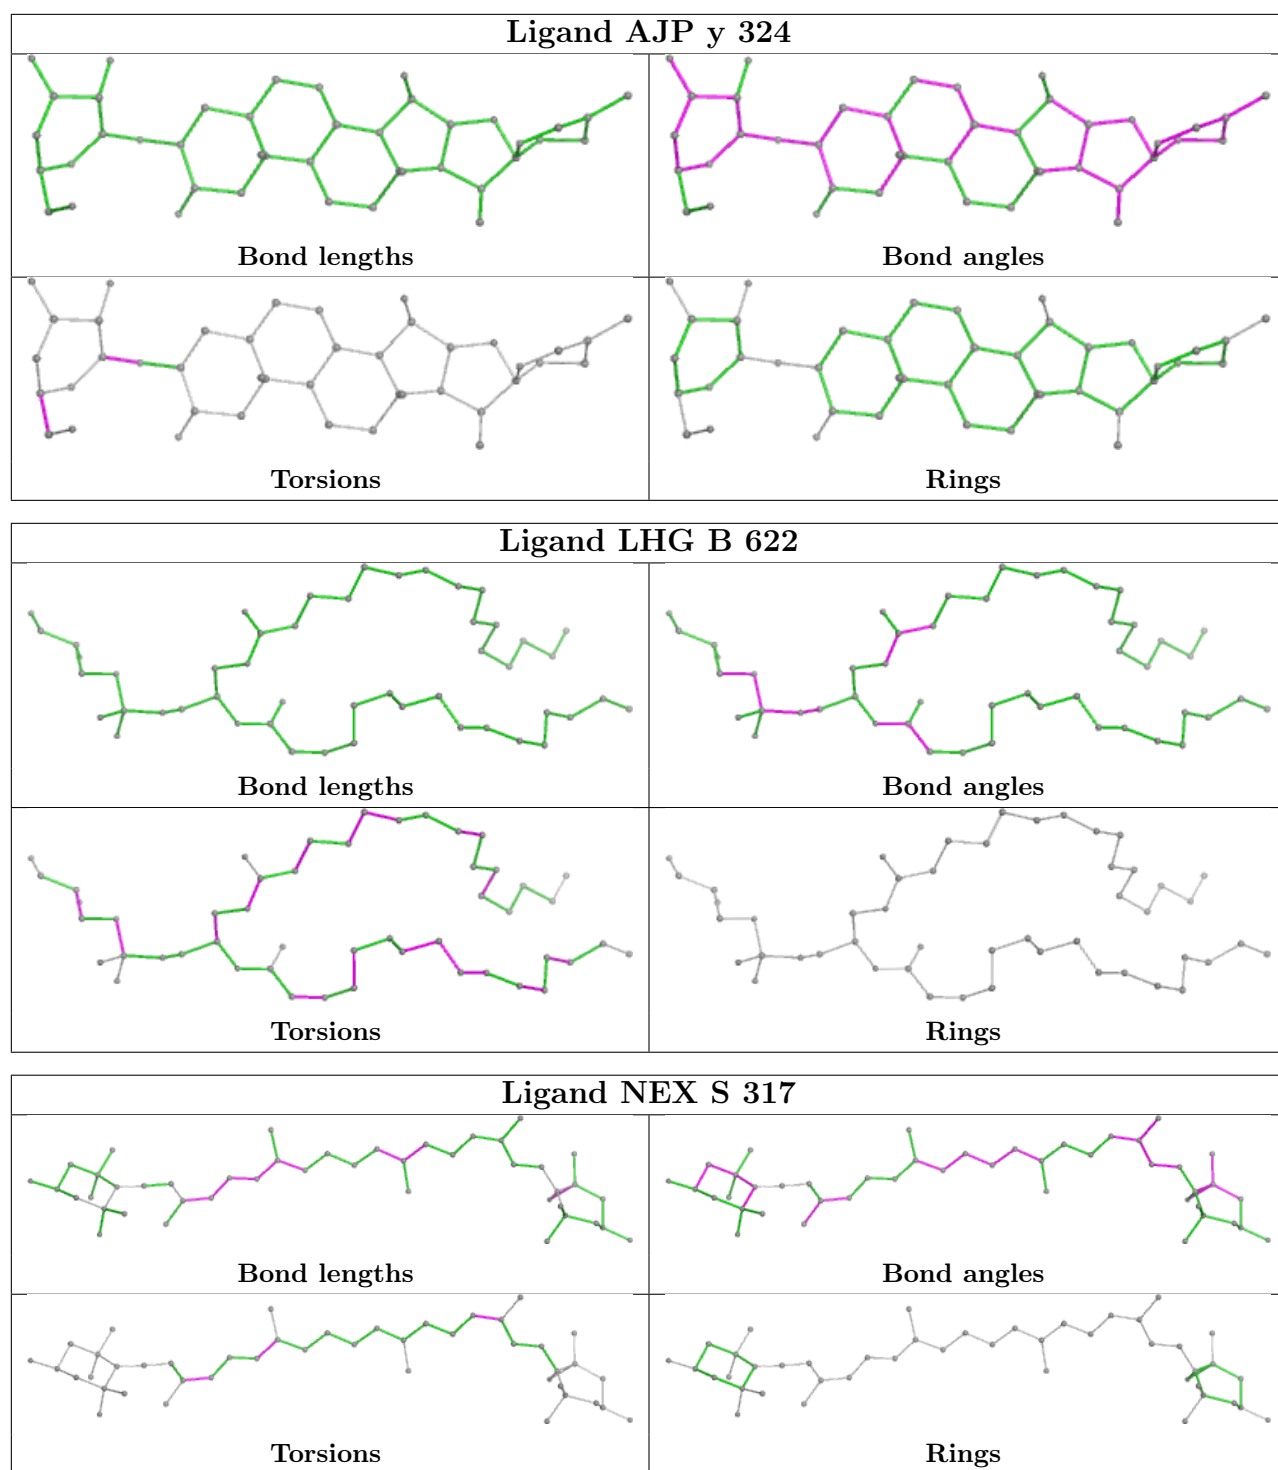 Ligand AJP y 324
Bond lengths
Bond angles
Torsions
Rings
Ligand LHG B 622
Bond lengths
Bond angles
Torsions
Rings
Ligand NEX S 317
Bond lengths
Bond angles
Torsions
Rings